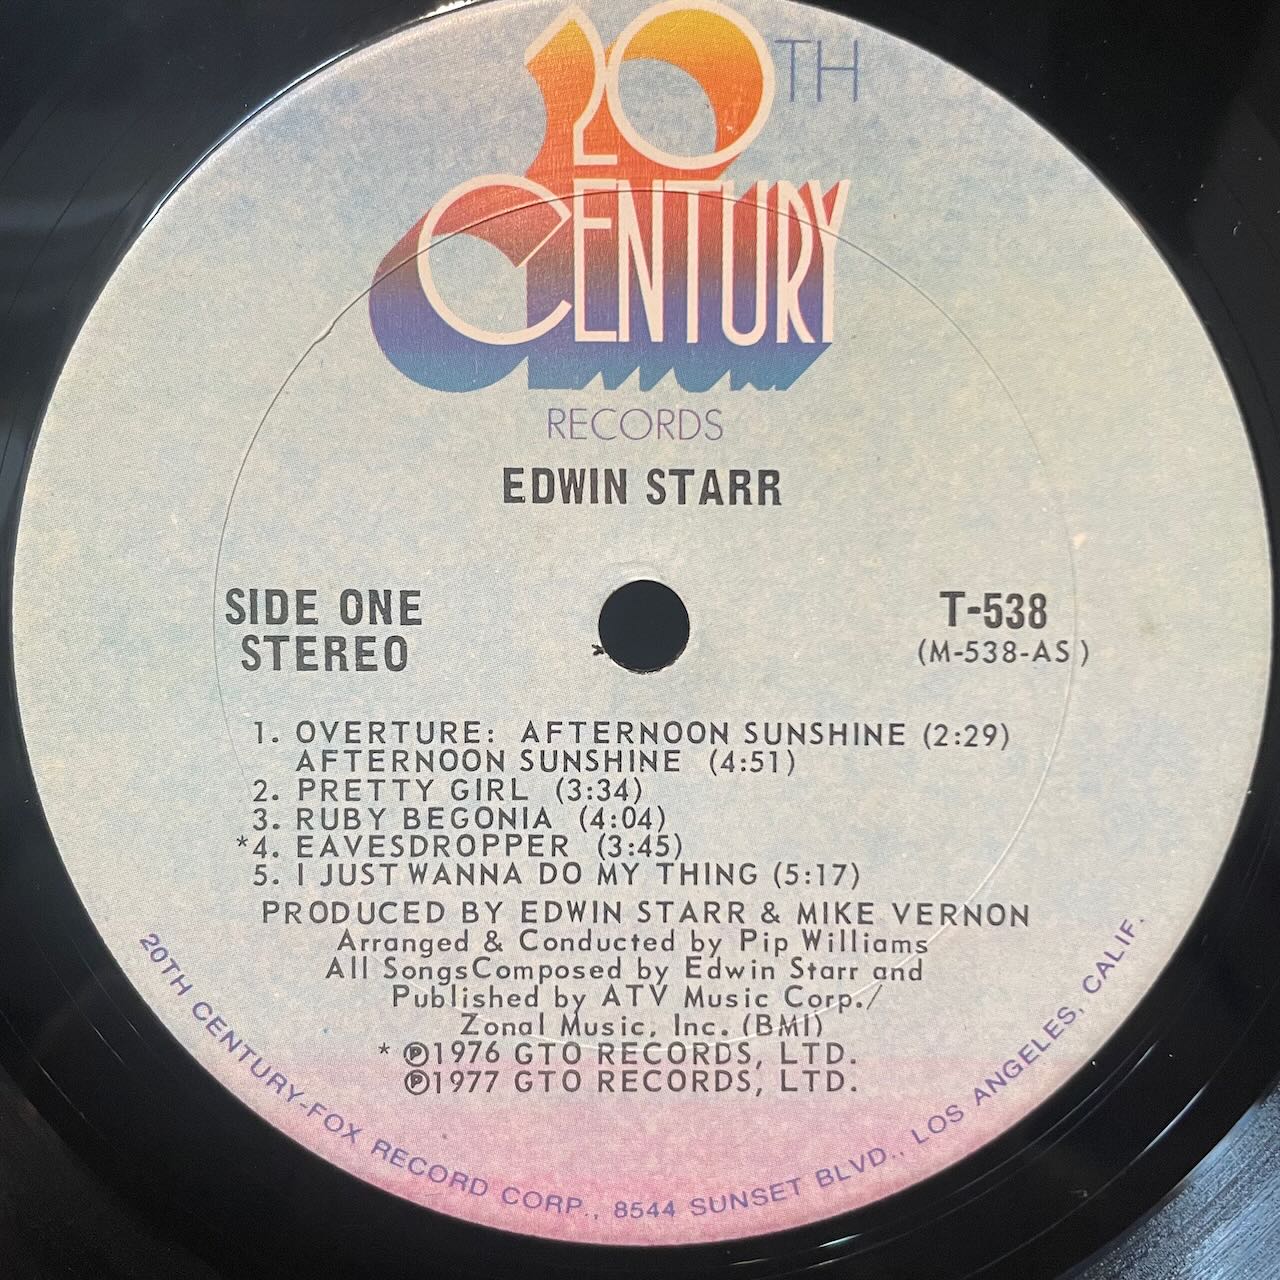 20TH
CENTURY
RECORDS
EDWIN STARR
SIDE ONE
STEREO
T-538
(M-538-AS)
1. OVERTURE: AFTERNOON SUNSHINE (2:29)
AFTERNOON SUNSHINE (4:51)
2. PRETTY GIRL (3:34)
3. RUBY BEGONIA (4:04)
*4. EAVESDROPPER (3:45)
5. I JUST WANNA DO MY THING (5:17)
PRODUCED BY EDWIN STARR & MIKE VERNON
Arranged & Conducted by Pip Williams
All SongsComposed by Edwin Starr and
Published by ATV Music Corp./
Zonal Music, Inc. (BMI)
* ℗1976 GTO RECORDS, LTD.
℗1977 GTO RECORDS, LTD.
20TH CENTURY-FOX RECORD CORP., 8544 SUNSET BLVD., LOS ANGELES, CALIF.